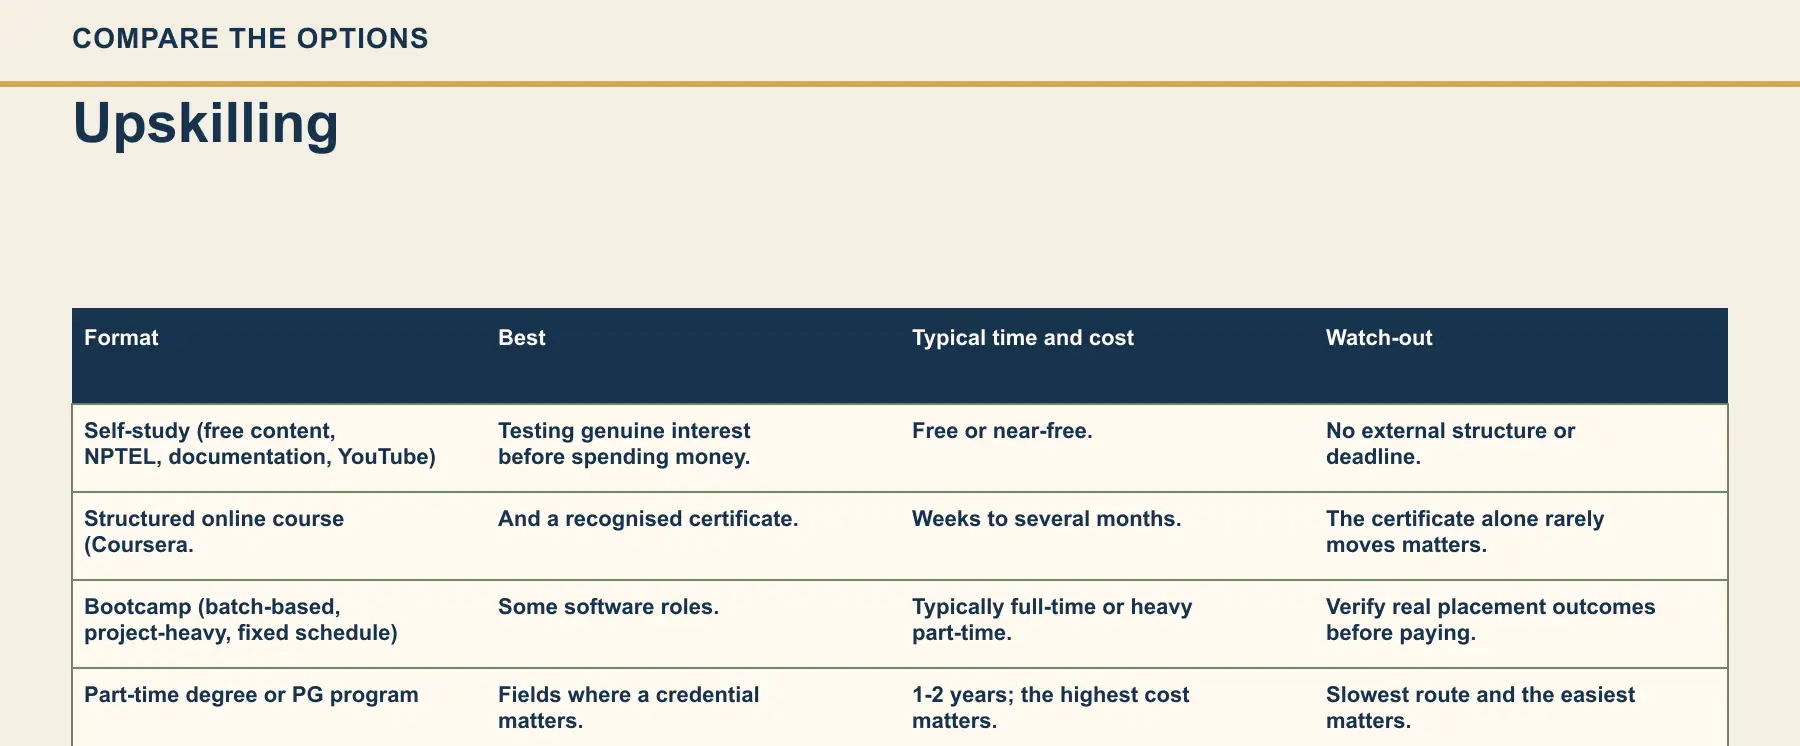 COMPARE THE OPTIONS
Upskilling
Format
Best
Typical time and cost
Watch-out
Self-study (free content,
NPTEL, documentation, YouTube)
Testing genuine interest
before spending money.
Free or near-free.
No external structure or
deadline.
Structured online course
(Coursera.
And a recognised certificate.
Weeks to several months.
The certificate alone rarely
moves matters.
Bootcamp (batch-based,
project-heavy, fixed schedule)
Some software roles.
Typically full-time or heavy
part-time.
Verify real placement outcomes
before paying.
Part-time degree or PG program
Fields where a credential
matters.
1-2 years; the highest cost
matters.
Slowest route and the easiest
matters.